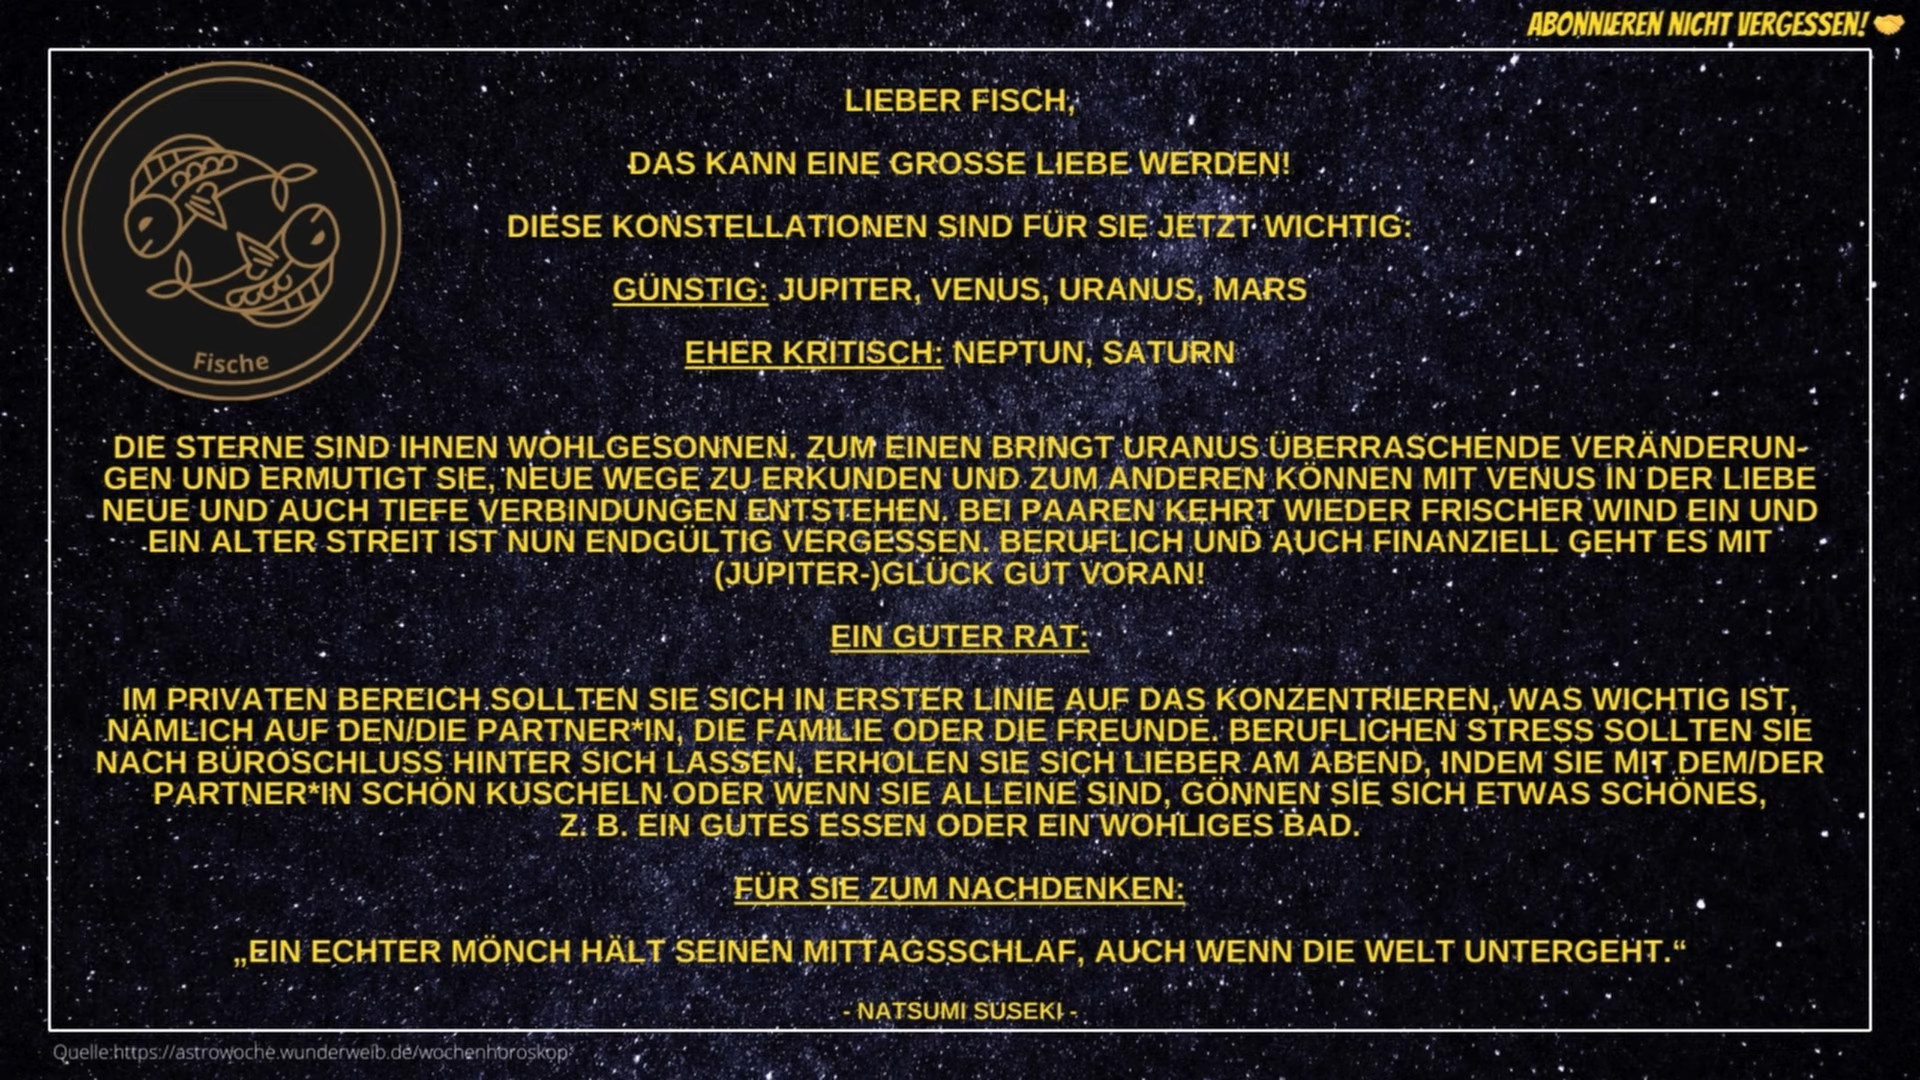 ABONNIEREN NICHT VERGESSEN!
LIEBER FISCH,
DAS KANN EINE GROSSE LIEBE WERDEN!
DIESE KONSTELLATIONEN SIND FÜR SIE JETZT WICHTIG:
GÜNSTIG: JUPITER, VENUS, URANUS, MARS
EHER KRITISCH: NEPTUN, SATURN
Fische
DIE STERNE SIND IHNEN WOHLGESONNEN. ZUM EINEN BRINGT URANUS ÜBERRASCHENDE VERÄNDERUN-
GEN UND ERMUTIGT SIE, NEUE WEGE ZU ERKUNDEN UND ZUM ANDEREN KÖNNEN MIT VENUS IN DER LIEBE
NEUE UND AUCH TIEFE VERBINDUNGEN ENTSTEHEN. BEI PAAREN KEHRT WIEDER FRISCHER WIND EIN UND
EIN ALTER STREIT IST NUN ENDGÜLTIG VERGESSEN. BERUFLICH UND AUCH FINANZIELL GEHT ES MIT
(JUPITER-)GLÜCK GUT VORAN!
EIN GUTER RAT:
IM PRIVATEN BEREICH SOLLTEN SIE SICH IN ERSTER LINIE AUF DAS KONZENTRIEREN, WAS WICHTIG IST,
NÄMLICH AUF DEN/DIE PARTNER*IN, DIE FAMILIE ODER DIE FREUNDE. BERUFLICHEN STRESS SOLLTEN SIE
NACH BÜROSCHLUSS HINTER SICH LASSEN. ERHOLEN SIE SICH LIEBER AM ABEND, INDEM SIE MIT DEM/DER
PARTNER*IN SCHÖN KUSCHELN ODER WENN SIE ALLEINE SIND, GÖNNEN SIE SICH ETWAS SCHÖNES,
Z. B. EIN GUTES ESSEN ODER EIN WOHLIGES BAD.
FÜR SIE ZUM NACHDENKEN:
„EIN ECHTER MÖNCH HÄLT SEINEN MITTAGSSCHLAF, AUCH WENN DIE WELT UNTERGEHT.“
- NATSUMI SUSEKI -
Quelle:https://astrowoche.wunderweib.de/wochenhoroskop